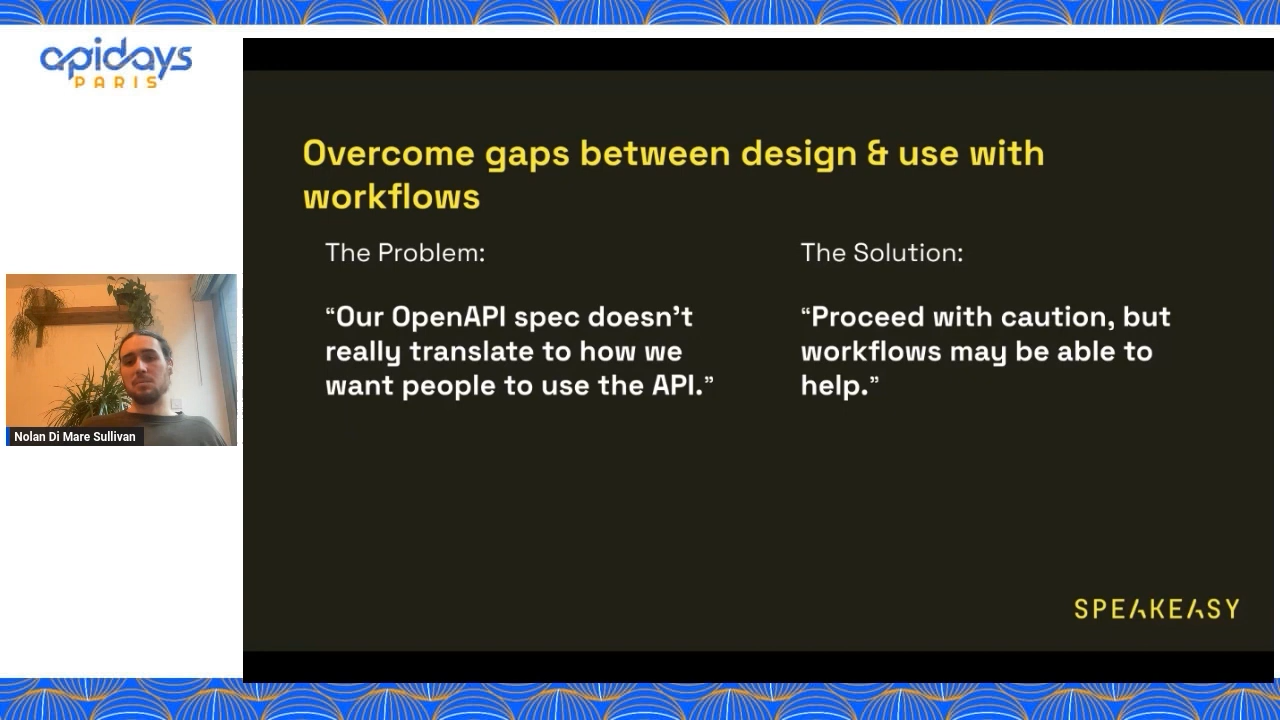 apidays
PARIS
Overcome gaps between design & use with
workflows
The Problem:
“Our OpenAPI spec doesn’t
really translate to how we
want people to use the API.”
The Solution:
“Proceed with caution, but
workflows may be able to
help.”
Nolan Di Mare Sullivan
SPEAKEASY